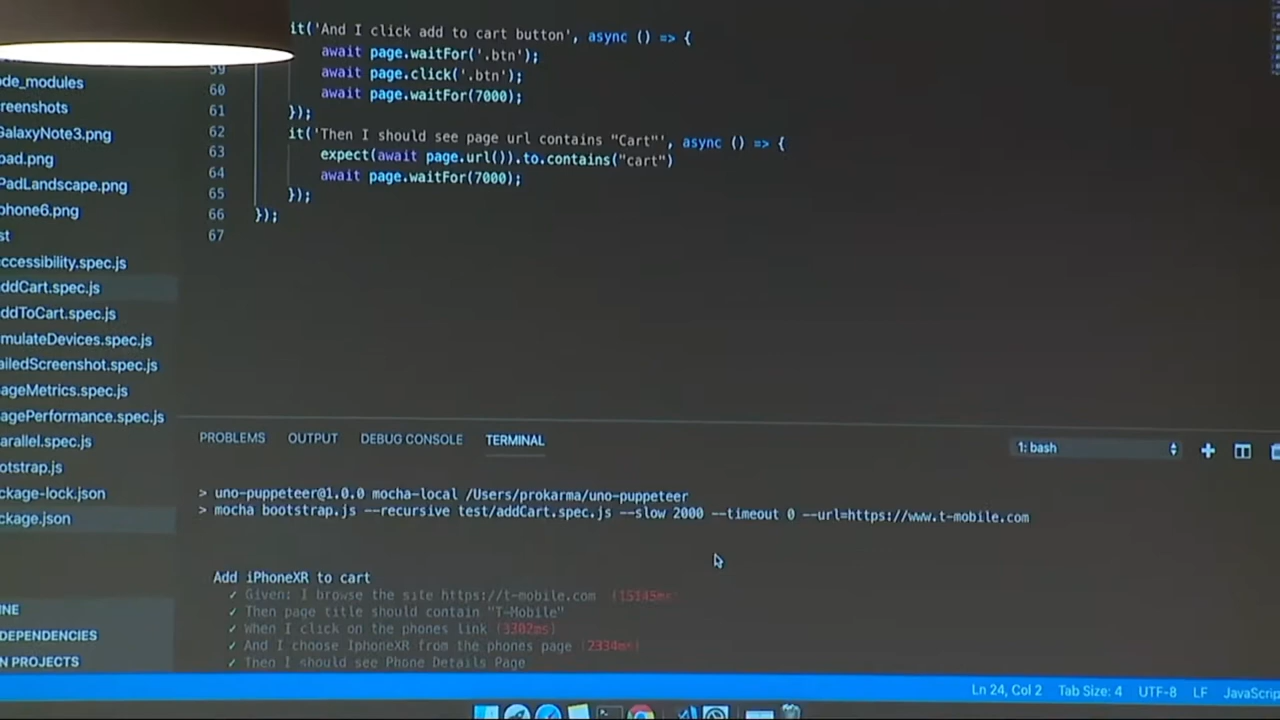 it('And I click add to cart button', async () => {
await page.waitFor('.btn');
59
await page.click('.btn');
60
await page.waitFor(7000);
61
});
62
it('Then I should see page url contains "Cart"', async () => {
63
expect(await page.url()).to.contains("cart")
64
await page.waitFor(7000);
65
});
66
});
67
ode_modules
reenshots
GalaxyNote3.png
pad.png
PadLandscape.png
phone6.png
st
ccessibility.spec.js
ddCart.spec.js
ddToCart.spec.js
mulateDevices.spec.js
ailedScreenshot.spec.js
ageMetrics.spec.js
agePerformance.spec.js
arallel.spec.js
otstrap.js
ckage-lock.json
ckage.json
NE
DEPENDENCIES
N PROJECTS
PROBLEMS OUTPUT DEBUG CONSOLE TERMINAL
1: bash
> uno-puppeteer@1.0.0 mocha-local /Users/prokarma/uno-puppeteer
> mocha bootstrap.js --recursive test/addCart.spec.js --slow 2000 --timeout 0 --url=https://www.t-mobile.com
Add iPhoneXR to cart
✓ Given: I browse the site https://t-mobile.com (15145ms)
✓ Then page title should contain "T-Mobile"
✓ When I click on the phones link (3302ms)
✓ And I choose IphoneXR from the phones page (2334ms)
✓ Then I should see Phone Details Page
Ln 24, Col 2 Tab Size: 4 UTF-8 LF JavaScrip